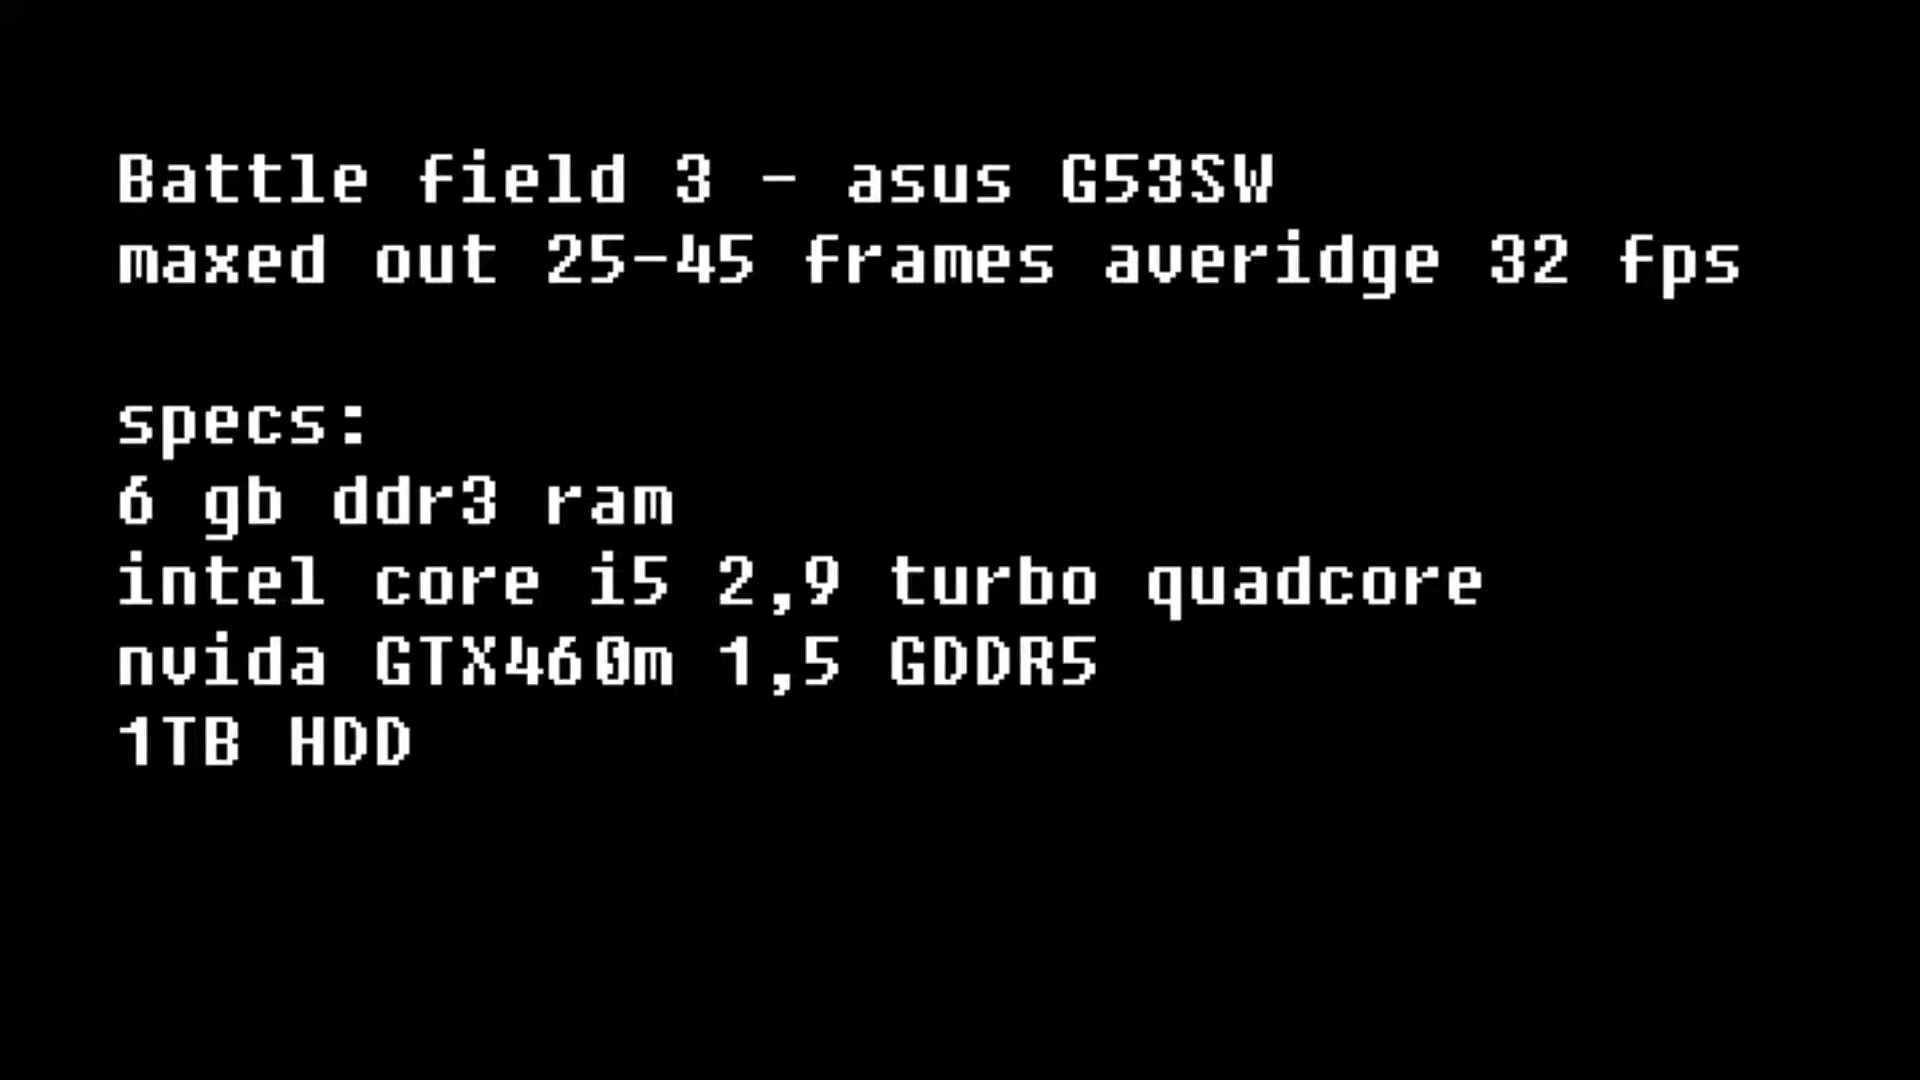 Battle field 3 - asus G53SW
maxed out 25-45 frames averidge 32 fps
specs:
6 gb ddr3 ram
intel core i5 2,9 turbo quadcore
nvida GTX460m 1,5 GDDR5
1TB HDD